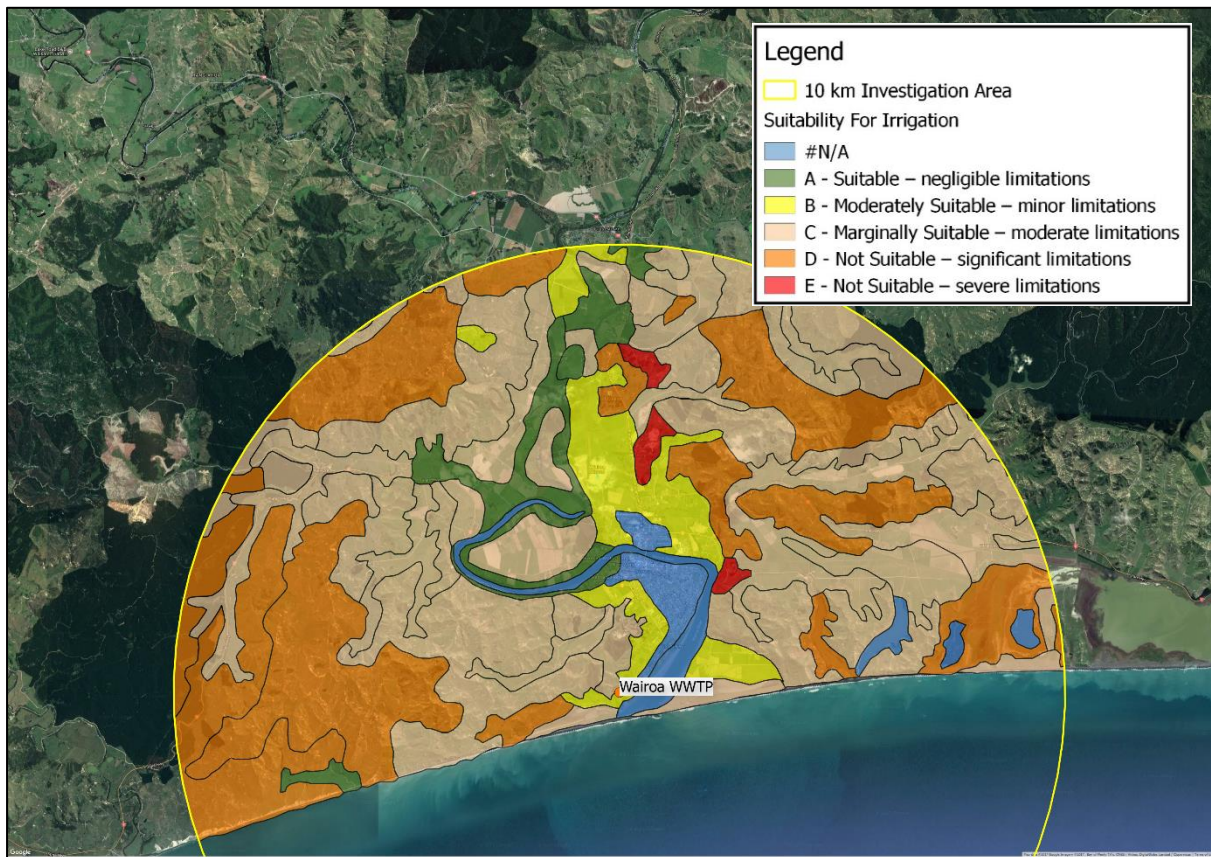 Legend
10 km Investigation Area
Suitability For Irrigation
#N/A
A - Suitable – negligible limitations
B - Moderately Suitable – minor limitations
C - Marginally Suitable – moderate limitations
D - Not Suitable – significant limitations
E - Not Suitable – severe limitations
Wairoa WWTP
Google